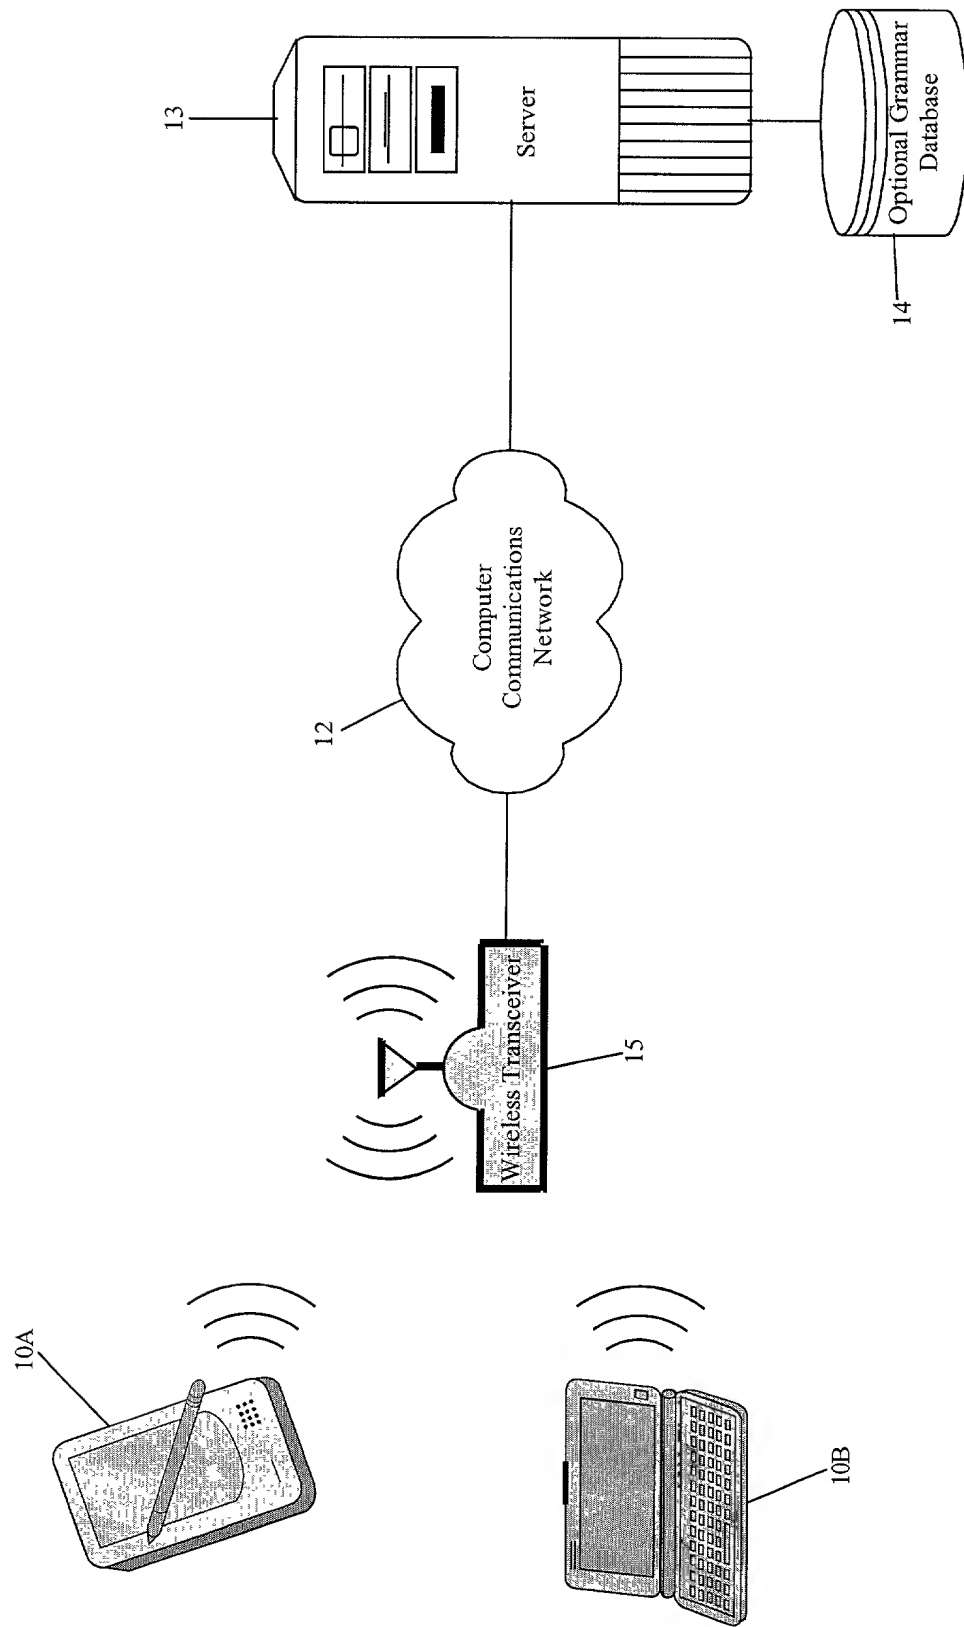 10A
10B
Wireless Transceiver
15
12
Computer
Communications
Network
13
Server
14
Optional Grammar
Database